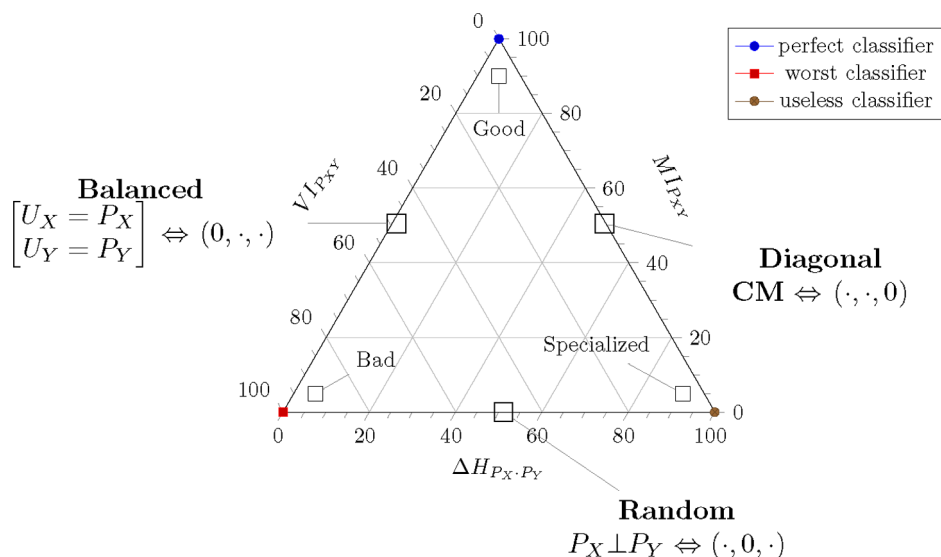 0
100
perfect classifier
worst classifier
useless classifier
20
80
Good
40
60
VI_{P_{XY}}
MI_{P_{XY}}
Balanced
[U_X = P_X
U_Y = P_Y] ⇔ (0, ·, ·)
60
40
Diagonal
CM ⇔ (·, ·, 0)
80
20
Bad
Specialized
100
0
0 20 40 60 80 100
ΔH_{P_X·P_Y}
Random
P_X⊥P_Y ⇔ (·, 0, ·)